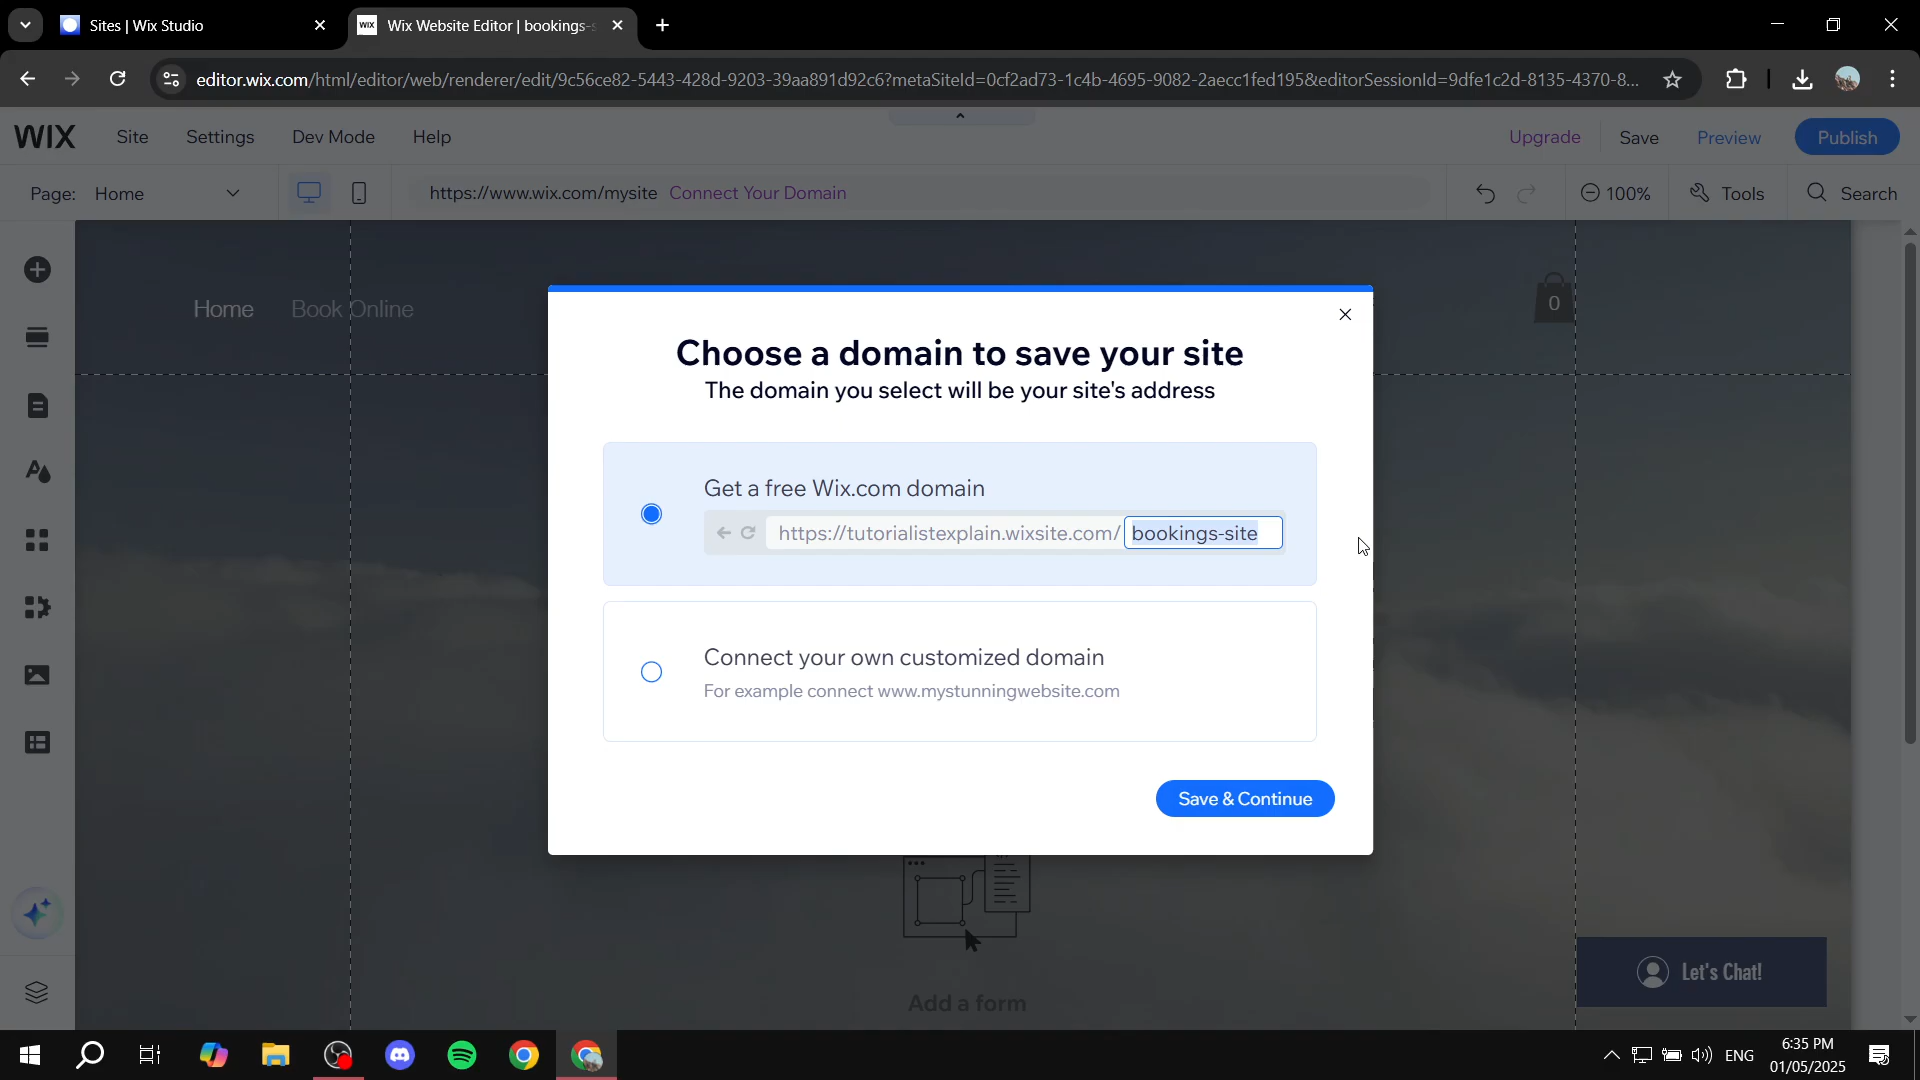 Sites | Wix Studio
WIX Wix Website Editor | bookings-s
editor.wix.com/html/editor/web/renderer/edit/9c56ce82-5443-428d-9203-39aa891d92c6?metaSiteId=0cf2ad73-1c4b-4695-9082-2aecc1fed195&editorSessionId=9dfe1c2d-8135-4370-8...
WIX Site Settings Dev Mode Help Upgrade Save Preview Publish
Page: Home https://www.wix.com/mysite Connect Your Domain 100% Tools Search
Home Book Online 0
Choose a domain to save your site
The domain you select will be your site's address
Get a free Wix.com domain
https://tutorialistexplain.wixsite.com/ bookings-site
Connect your own customized domain
For example connect www.mystunningwebsite.com
Save & Continue
Let's Chat!
Add a form
ENG 6:35 PM
01/05/2025